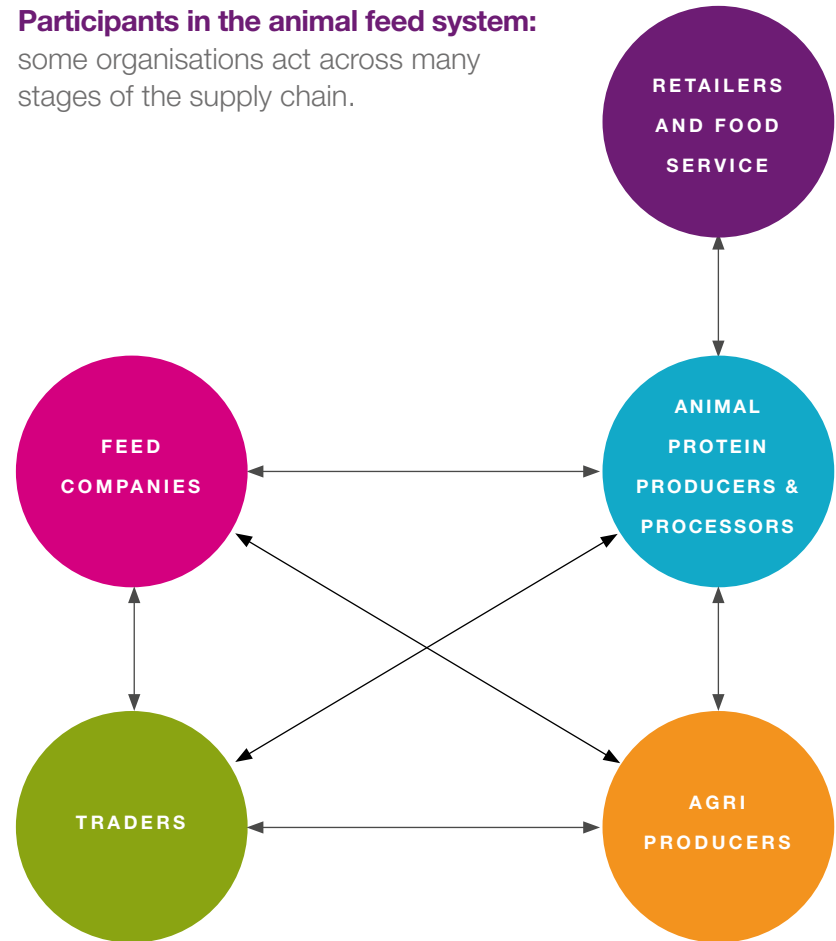 Participants in the animal feed system:
some organisations act across many
stages of the supply chain.
RETAILERS
AND FOOD
SERVICE
FEED
COMPANIES
ANIMAL
PROTEIN
PRODUCERS &
PROCESSORS
TRADERS
AGRI
PRODUCERS